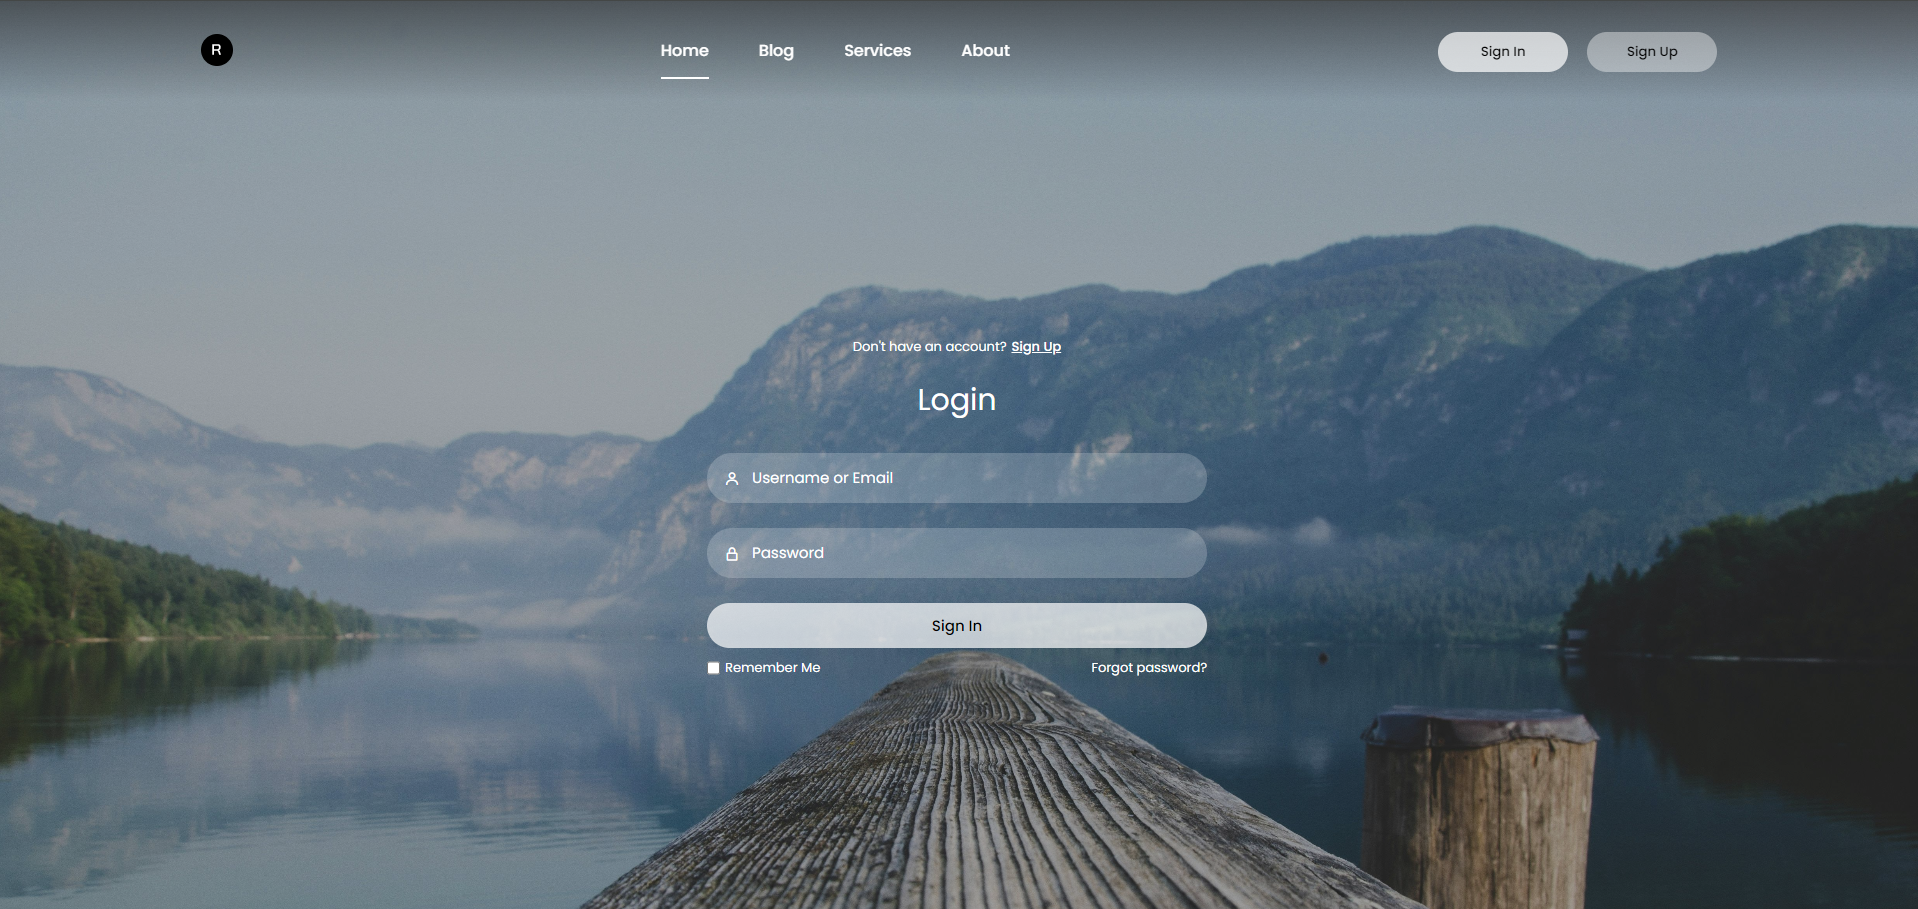 R
Home Blog Services About
Sign In Sign Up
Don't have an account? Sign Up
Login
Username or Email
Password
Sign In
Remember Me Forgot password?